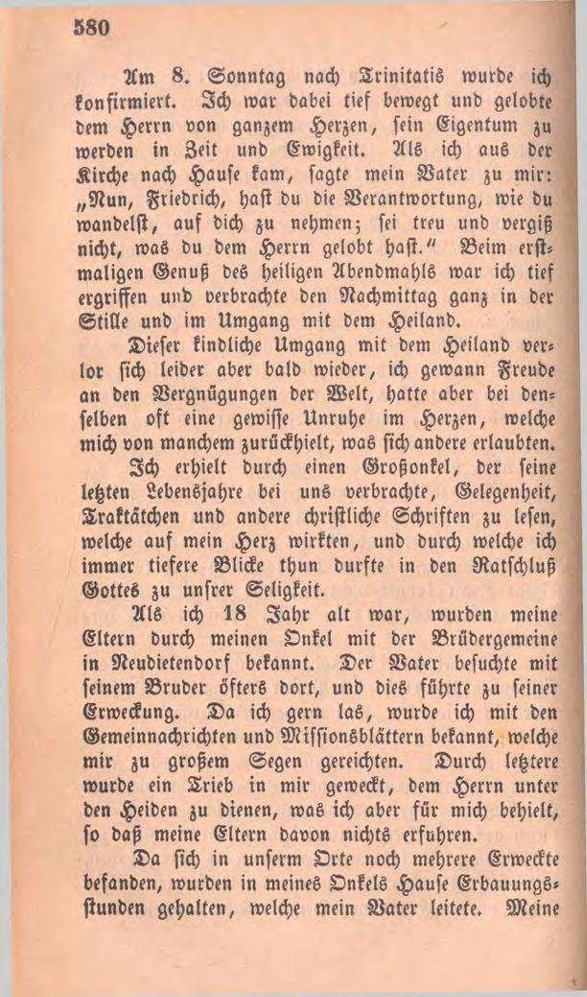 580
Am 8. Sonntag nach Trinitatis wurde ich
konfirmiert. Ich war dabei tief bewegt und gelobte
dem Herrn von ganzem Herzen, sein Eigentum zu
werden in Zeit und Ewigkeit. Als ich aus der
Kirche nach Hause kam, sagte mein Vater zu mir:
„Nun, Friedrich, hast du die Verantwortung, wie du
wandelst, auf dich zu nehmen; sei treu und vergiß
nicht, was du dem Herrn gelobt hast.“ Beim erst-
maligen Genuß des heiligen Abendmahls war ich tief
ergriffen und verbrachte den Nachmittag ganz in der
Stille und im Umgang mit dem Heiland.
Dieser kindliche Umgang mit dem Heiland ver-
lor sich leider aber bald wieder, ich gewann Freude
an den Vergnügungen der Welt, hatte aber bei den-
selben oft eine gewisse Unruhe im Herzen, welche
mich von manchem zurückhielt, was sich andere erlaubten.
Ich erhielt durch einen Großonkel, der seine
letzten Lebensjahre bei uns verbrachte, Gelegenheit,
Traktätchen und andere christliche Schriften zu lesen,
welche auf mein Herz wirkten, und durch welche ich
immer tiefere Blicke thun durfte in den Ratschluß
Gottes zu unsrer Seligkeit.
Als ich 18 Jahr alt war, wurden meine
Eltern durch meinen Onkel mit der Brüdergemeine
in Neudietendorf bekannt. Der Vater besuchte mit
seinem Bruder öfters dort, und dies führte zu seiner
Erweckung. Da ich gern las, wurde ich mit den
Gemeinnachrichten und Missionsblättern bekannt, welche
mir zu großem Segen gereichten. Durch letztere
wurde ein Trieb in mir geweckt, dem Herrn unter
den Heiden zu dienen, was ich aber für mich behielt,
so daß meine Eltern davon nichts erfuhren.
Da sich in unserm Orte noch mehrere Erweckte
befanden, wurden in meines Onkels Hause Erbauungs-
stunden gehalten, welche mein Vater leitete. Meine